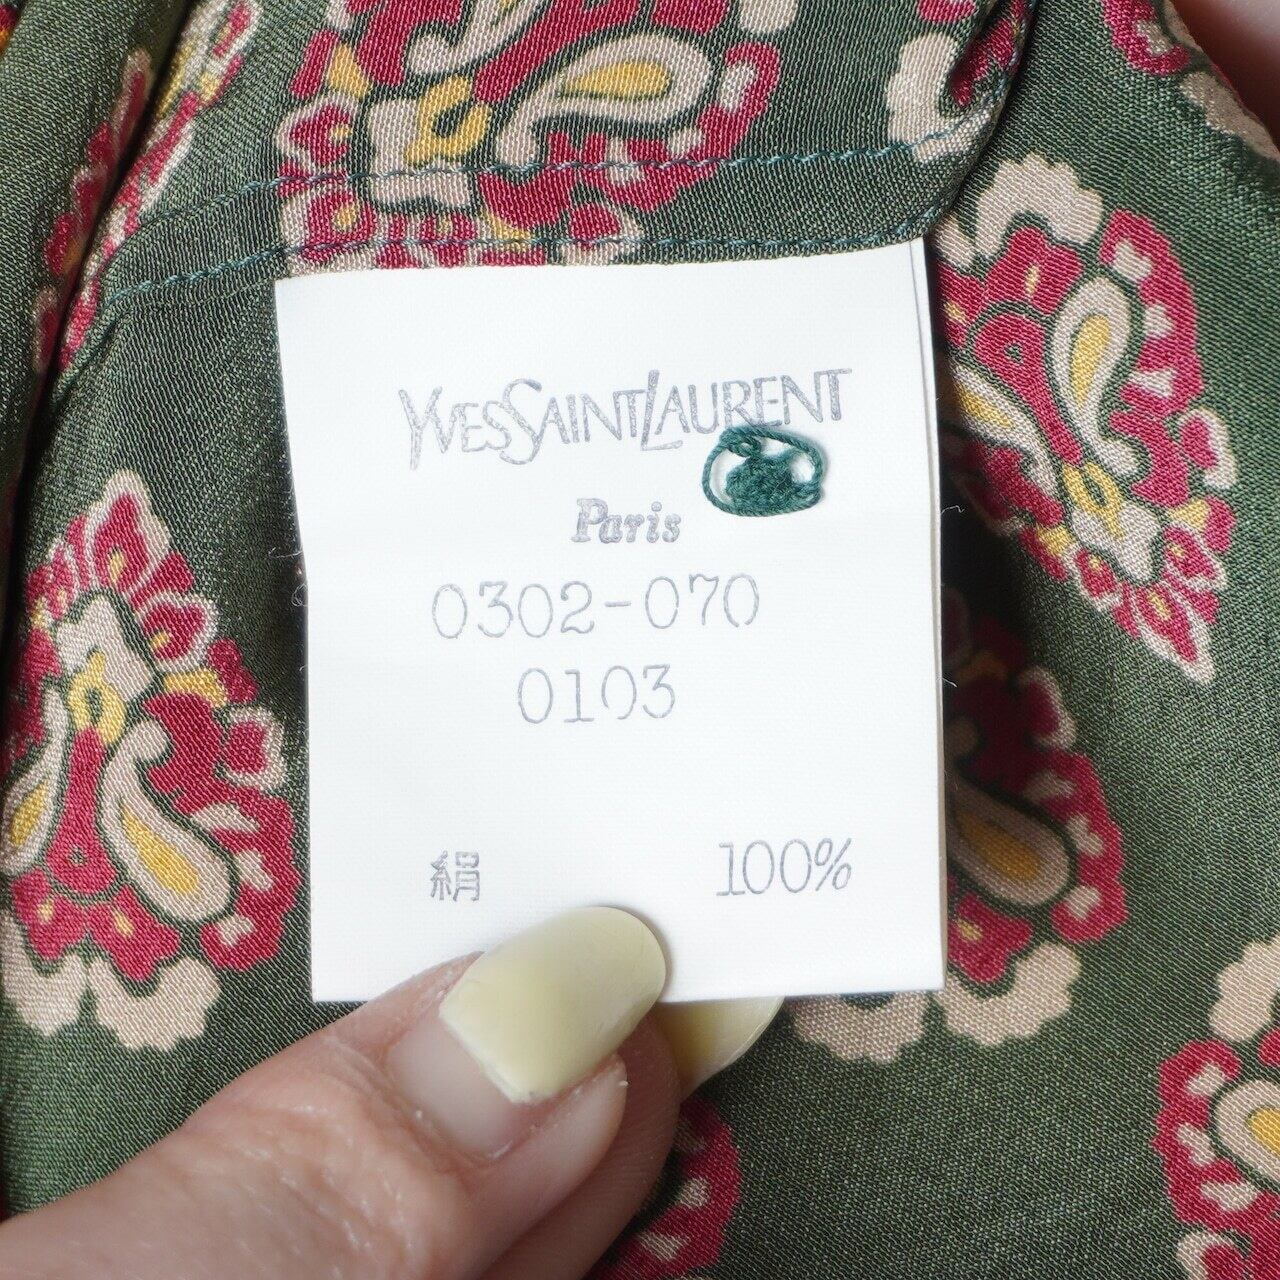 YVESSAINTLAURENT
Paris
0302-070
0103
絹 100%